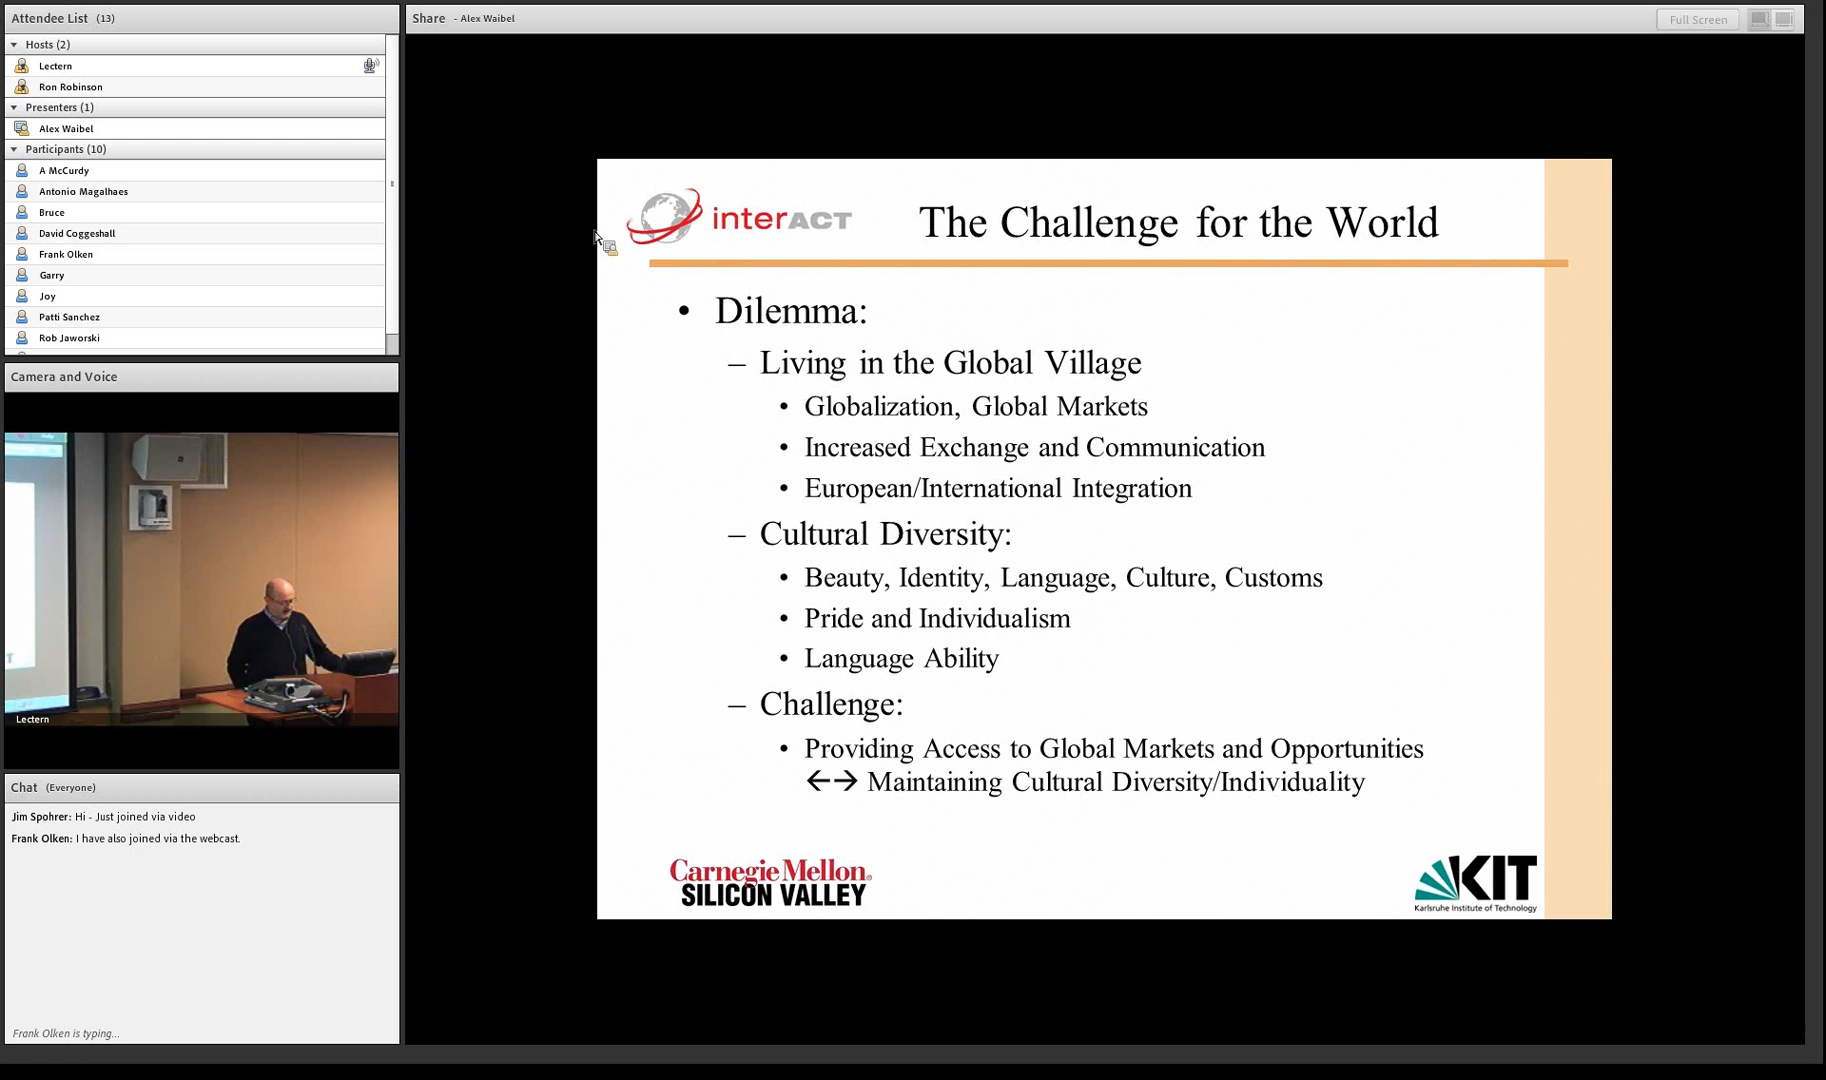 Attendee List (13)
Hosts (2)
Lectern
Ron Robinson
Presenters (1)
Alex Waibel
Participants (10)
A McCurdy
Antonio Magalhaes
Bruce
David Coggeshall
Frank Olken
Garry
Joy
Patti Sanchez
Rob Jaworski
Camera and Voice
Lectern
Chat (Everyone)
Jim Spohrer: Hi - Just joined via video
Frank Olken: I have also joined via the webcast.
Frank Olken is typing...
Share - Alex Waibel
Full Screen
interACT
The Challenge for the World
• Dilemma:
– Living in the Global Village
• Globalization, Global Markets
• Increased Exchange and Communication
• European/International Integration
– Cultural Diversity:
• Beauty, Identity, Language, Culture, Customs
• Pride and Individualism
• Language Ability
– Challenge:
• Providing Access to Global Markets and Opportunities
←→ Maintaining Cultural Diversity/Individuality
Carnegie Mellon®
SILICON VALLEY
KIT
Karlsruhe Institute of Technology